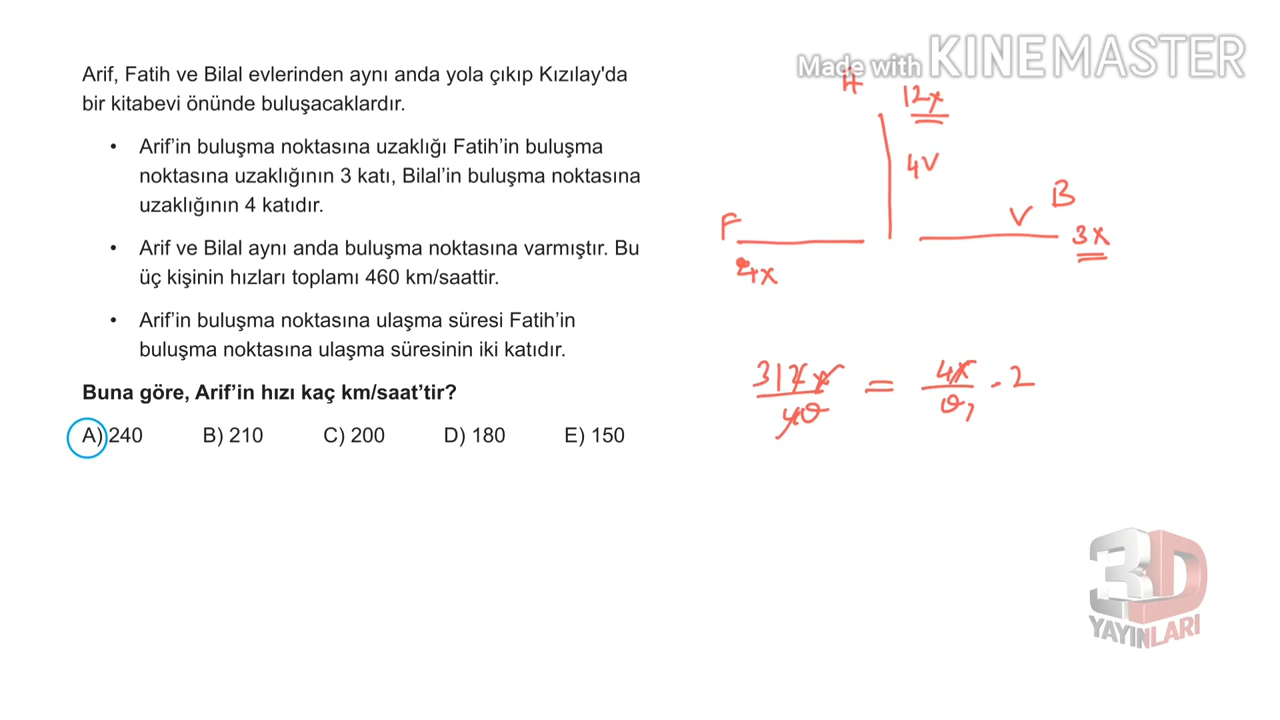 Made with KINEMASTER
Arif, Fatih ve Bilal evlerinden aynı anda yola çıkıp Kızılay'da
bir kitabevi önünde buluşacaklardır.
• Arif'in buluşma noktasına uzaklığı Fatih'in buluşma
noktasına uzaklığının 3 katı, Bilal'in buluşma noktasına
uzaklığının 4 katıdır.
• Arif ve Bilal aynı anda buluşma noktasına varmıştır. Bu
üç kişinin hızları toplamı 460 km/saattir.
• Arif'in buluşma noktasına ulaşma süresi Fatih'in
buluşma noktasına ulaşma süresinin iki katıdır.
Buna göre, Arif'in hızı kaç km/saat'tir?
A) 240 B) 210 C) 200 D) 180 E) 150
A
12x
4V
F
4x
V
B
3x
=
4x
· 2
3D
YAYINLARI